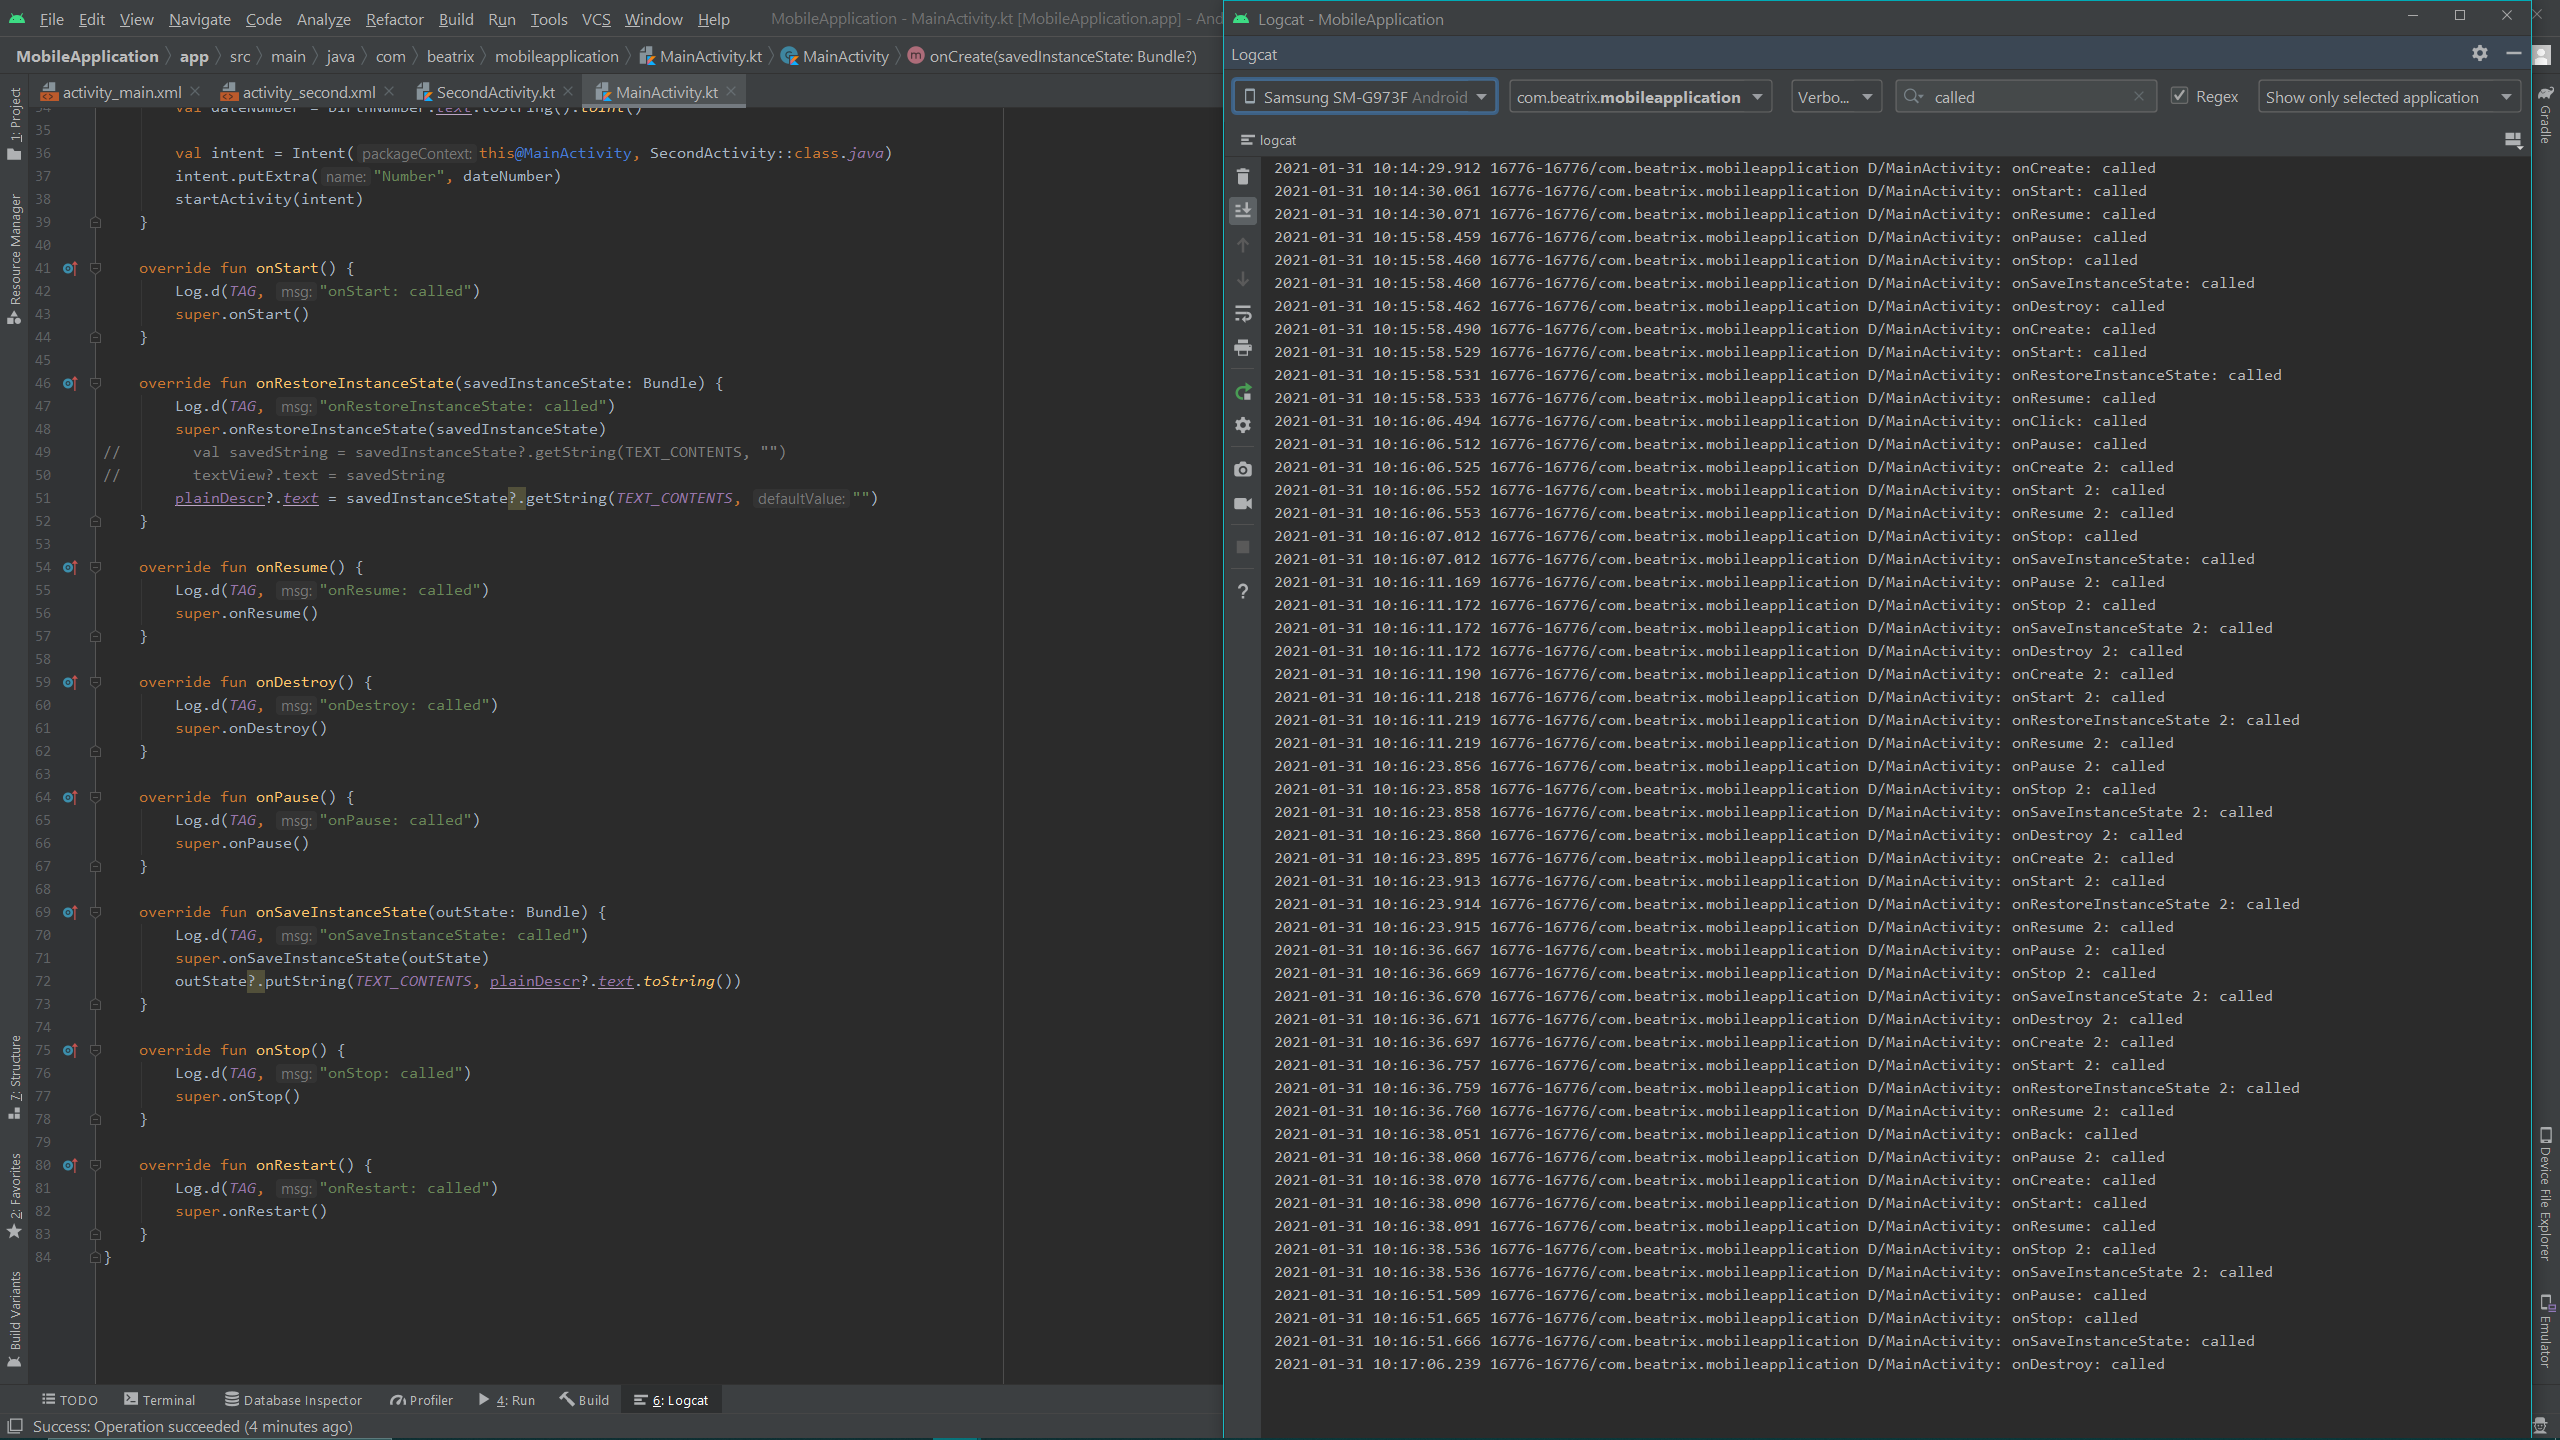 File Edit View Navigate Code Analyze Refactor Build Run Tools VCS Window Help MobileApplication - MainActivity.kt [MobileApplication.app] - And
MobileApplication app src main java com beatrix mobileapplication MainActivity.kt MainActivity onCreate(savedInstanceState: Bundle?)
activity_main.xml activity_second.xml SecondActivity.kt MainActivity.kt
1: Project
Resource Manager
Z: Structure
2: Favorites
Build Variants
34 val dateNumber = BirthNumber.text.toString().toInt()
35
36 val intent = Intent( packageContext: this@MainActivity, SecondActivity::class.java)
37 intent.putExtra( name: "Number", dateNumber)
38 startActivity(intent)
39 }
40
41 override fun onStart() {
42 Log.d(TAG, msg: "onStart: called")
43 super.onStart()
44 }
45
46 override fun onRestoreInstanceState(savedInstanceState: Bundle) {
47 Log.d(TAG, msg: "onRestoreInstanceState: called")
48 super.onRestoreInstanceState(savedInstanceState)
49 // val savedString = savedInstanceState?.getString(TEXT_CONTENTS, "")
50 // textView?.text = savedString
51 plainDescr?.text = savedInstanceState?.getString(TEXT_CONTENTS, defaultValue: "")
52 }
53
54 override fun onResume() {
55 Log.d(TAG, msg: "onResume: called")
56 super.onResume()
57 }
58
59 override fun onDestroy() {
60 Log.d(TAG, msg: "onDestroy: called")
61 super.onDestroy()
62 }
63
64 override fun onPause() {
65 Log.d(TAG, msg: "onPause: called")
66 super.onPause()
67 }
68
69 override fun onSaveInstanceState(outState: Bundle) {
70 Log.d(TAG, msg: "onSaveInstanceState: called")
71 super.onSaveInstanceState(outState)
72 outState?.putString(TEXT_CONTENTS, plainDescr?.text.toString())
73 }
74
75 override fun onStop() {
76 Log.d(TAG, msg: "onStop: called")
77 super.onStop()
78 }
79
80 override fun onRestart() {
81 Log.d(TAG, msg: "onRestart: called")
82 super.onRestart()
83 }
84 }
TODO Terminal Database Inspector Profiler 4: Run Build 6: Logcat
Success: Operation succeeded (4 minutes ago)
Logcat - MobileApplication
Logcat
Samsung SM-G973F Android com.beatrix.mobileapplication Verbo... called Regex Show only selected application
logcat
2021-01-31 10:14:29.912 16776-16776/com.beatrix.mobileapplication D/MainActivity: onCreate: called
2021-01-31 10:14:30.061 16776-16776/com.beatrix.mobileapplication D/MainActivity: onStart: called
2021-01-31 10:14:30.071 16776-16776/com.beatrix.mobileapplication D/MainActivity: onResume: called
2021-01-31 10:15:58.459 16776-16776/com.beatrix.mobileapplication D/MainActivity: onPause: called
2021-01-31 10:15:58.460 16776-16776/com.beatrix.mobileapplication D/MainActivity: onStop: called
2021-01-31 10:15:58.460 16776-16776/com.beatrix.mobileapplication D/MainActivity: onSaveInstanceState: called
2021-01-31 10:15:58.462 16776-16776/com.beatrix.mobileapplication D/MainActivity: onDestroy: called
2021-01-31 10:15:58.490 16776-16776/com.beatrix.mobileapplication D/MainActivity: onCreate: called
2021-01-31 10:15:58.529 16776-16776/com.beatrix.mobileapplication D/MainActivity: onStart: called
2021-01-31 10:15:58.531 16776-16776/com.beatrix.mobileapplication D/MainActivity: onRestoreInstanceState: called
2021-01-31 10:15:58.533 16776-16776/com.beatrix.mobileapplication D/MainActivity: onResume: called
2021-01-31 10:16:06.494 16776-16776/com.beatrix.mobileapplication D/MainActivity: onClick: called
2021-01-31 10:16:06.512 16776-16776/com.beatrix.mobileapplication D/MainActivity: onPause: called
2021-01-31 10:16:06.525 16776-16776/com.beatrix.mobileapplication D/MainActivity: onCreate 2: called
2021-01-31 10:16:06.552 16776-16776/com.beatrix.mobileapplication D/MainActivity: onStart 2: called
2021-01-31 10:16:06.553 16776-16776/com.beatrix.mobileapplication D/MainActivity: onResume 2: called
2021-01-31 10:16:07.012 16776-16776/com.beatrix.mobileapplication D/MainActivity: onStop: called
2021-01-31 10:16:07.012 16776-16776/com.beatrix.mobileapplication D/MainActivity: onSaveInstanceState: called
2021-01-31 10:16:11.169 16776-16776/com.beatrix.mobileapplication D/MainActivity: onPause 2: called
2021-01-31 10:16:11.172 16776-16776/com.beatrix.mobileapplication D/MainActivity: onStop 2: called
2021-01-31 10:16:11.172 16776-16776/com.beatrix.mobileapplication D/MainActivity: onSaveInstanceState 2: called
2021-01-31 10:16:11.172 16776-16776/com.beatrix.mobileapplication D/MainActivity: onDestroy 2: called
2021-01-31 10:16:11.190 16776-16776/com.beatrix.mobileapplication D/MainActivity: onCreate 2: called
2021-01-31 10:16:11.218 16776-16776/com.beatrix.mobileapplication D/MainActivity: onStart 2: called
2021-01-31 10:16:11.219 16776-16776/com.beatrix.mobileapplication D/MainActivity: onRestoreInstanceState 2: called
2021-01-31 10:16:11.219 16776-16776/com.beatrix.mobileapplication D/MainActivity: onResume 2: called
2021-01-31 10:16:23.856 16776-16776/com.beatrix.mobileapplication D/MainActivity: onPause 2: called
2021-01-31 10:16:23.858 16776-16776/com.beatrix.mobileapplication D/MainActivity: onStop 2: called
2021-01-31 10:16:23.858 16776-16776/com.beatrix.mobileapplication D/MainActivity: onSaveInstanceState 2: called
2021-01-31 10:16:23.860 16776-16776/com.beatrix.mobileapplication D/MainActivity: onDestroy 2: called
2021-01-31 10:16:23.895 16776-16776/com.beatrix.mobileapplication D/MainActivity: onCreate 2: called
2021-01-31 10:16:23.913 16776-16776/com.beatrix.mobileapplication D/MainActivity: onStart 2: called
2021-01-31 10:16:23.914 16776-16776/com.beatrix.mobileapplication D/MainActivity: onRestoreInstanceState 2: called
2021-01-31 10:16:23.915 16776-16776/com.beatrix.mobileapplication D/MainActivity: onResume 2: called
2021-01-31 10:16:36.667 16776-16776/com.beatrix.mobileapplication D/MainActivity: onPause 2: called
2021-01-31 10:16:36.669 16776-16776/com.beatrix.mobileapplication D/MainActivity: onStop 2: called
2021-01-31 10:16:36.670 16776-16776/com.beatrix.mobileapplication D/MainActivity: onSaveInstanceState 2: called
2021-01-31 10:16:36.671 16776-16776/com.beatrix.mobileapplication D/MainActivity: onDestroy 2: called
2021-01-31 10:16:36.697 16776-16776/com.beatrix.mobileapplication D/MainActivity: onCreate 2: called
2021-01-31 10:16:36.757 16776-16776/com.beatrix.mobileapplication D/MainActivity: onStart 2: called
2021-01-31 10:16:36.759 16776-16776/com.beatrix.mobileapplication D/MainActivity: onRestoreInstanceState 2: called
2021-01-31 10:16:36.760 16776-16776/com.beatrix.mobileapplication D/MainActivity: onResume 2: called
2021-01-31 10:16:38.051 16776-16776/com.beatrix.mobileapplication D/MainActivity: onBack: called
2021-01-31 10:16:38.060 16776-16776/com.beatrix.mobileapplication D/MainActivity: onPause 2: called
2021-01-31 10:16:38.070 16776-16776/com.beatrix.mobileapplication D/MainActivity: onCreate: called
2021-01-31 10:16:38.090 16776-16776/com.beatrix.mobileapplication D/MainActivity: onStart: called
2021-01-31 10:16:38.091 16776-16776/com.beatrix.mobileapplication D/MainActivity: onResume: called
2021-01-31 10:16:38.536 16776-16776/com.beatrix.mobileapplication D/MainActivity: onStop 2: called
2021-01-31 10:16:38.536 16776-16776/com.beatrix.mobileapplication D/MainActivity: onSaveInstanceState 2: called
2021-01-31 10:16:51.509 16776-16776/com.beatrix.mobileapplication D/MainActivity: onPause: called
2021-01-31 10:16:51.665 16776-16776/com.beatrix.mobileapplication D/MainActivity: onStop: called
2021-01-31 10:16:51.666 16776-16776/com.beatrix.mobileapplication D/MainActivity: onSaveInstanceState: called
2021-01-31 10:17:06.239 16776-16776/com.beatrix.mobileapplication D/MainActivity: onDestroy: called
Gradle
Device File Explorer
Emulator